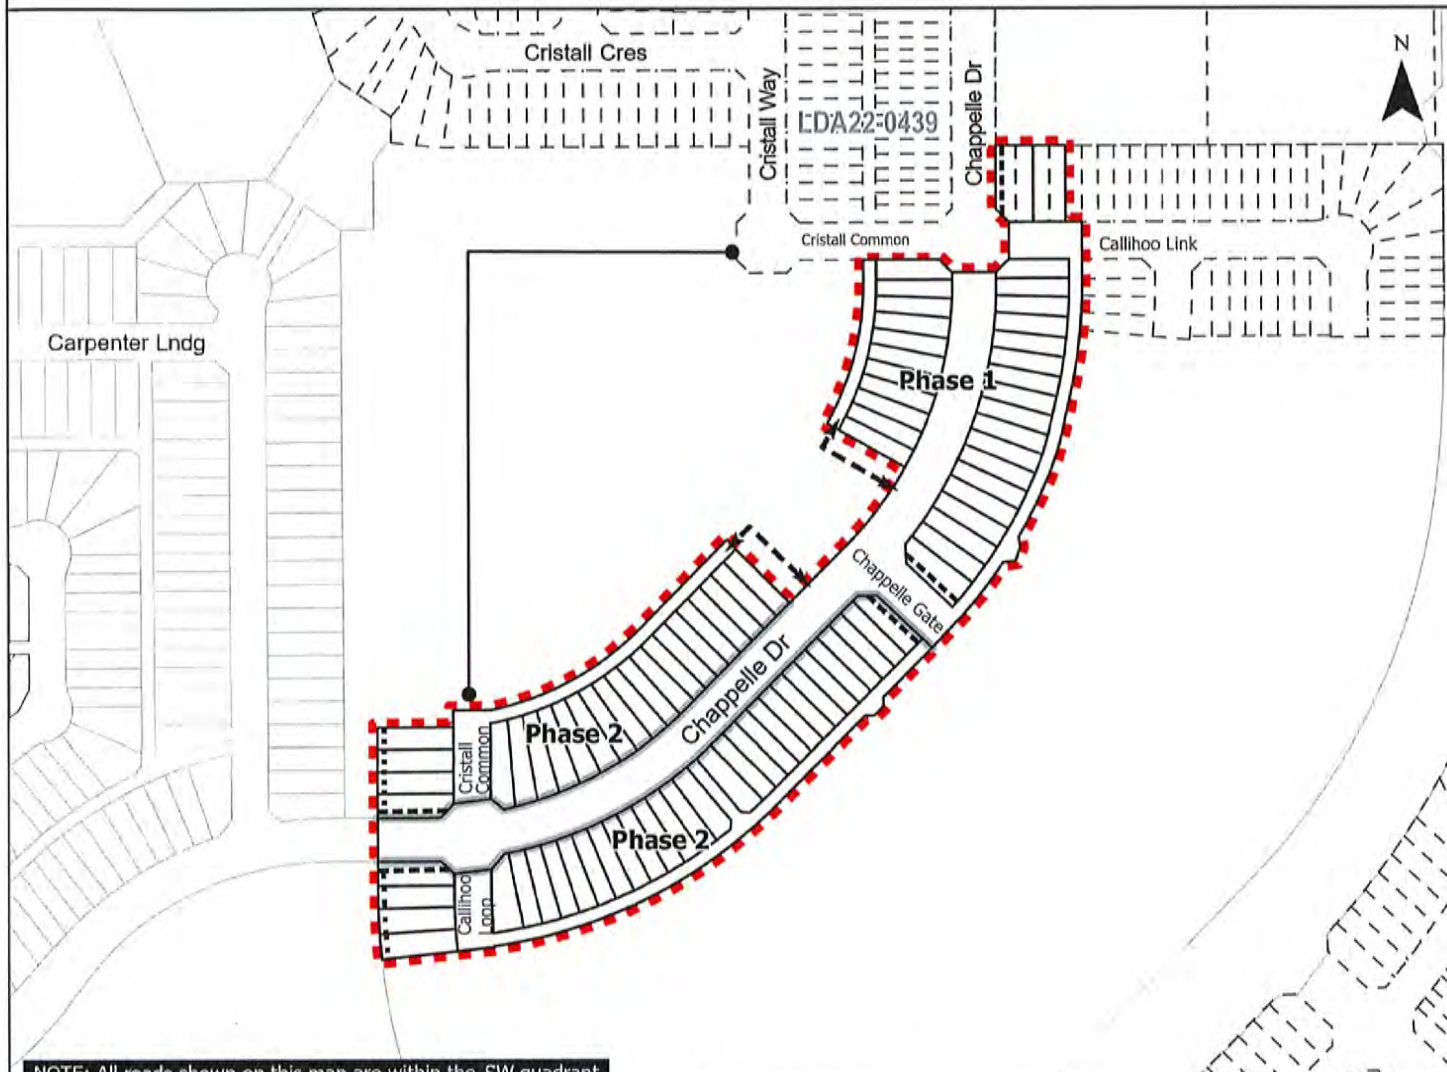 Cristall Cres
Cristall Way
LDA22-0439
Chappelle Dr
N
Cristall Common
Callihoo Link
Carpenter Lndg
Phase 1
Chappelle Gate
Chappelle Dr
Phase 2
Cristall
Common
Phase 2
Callihoo
Loop
NOTE: All roads shown on this map are within the SW quadrant